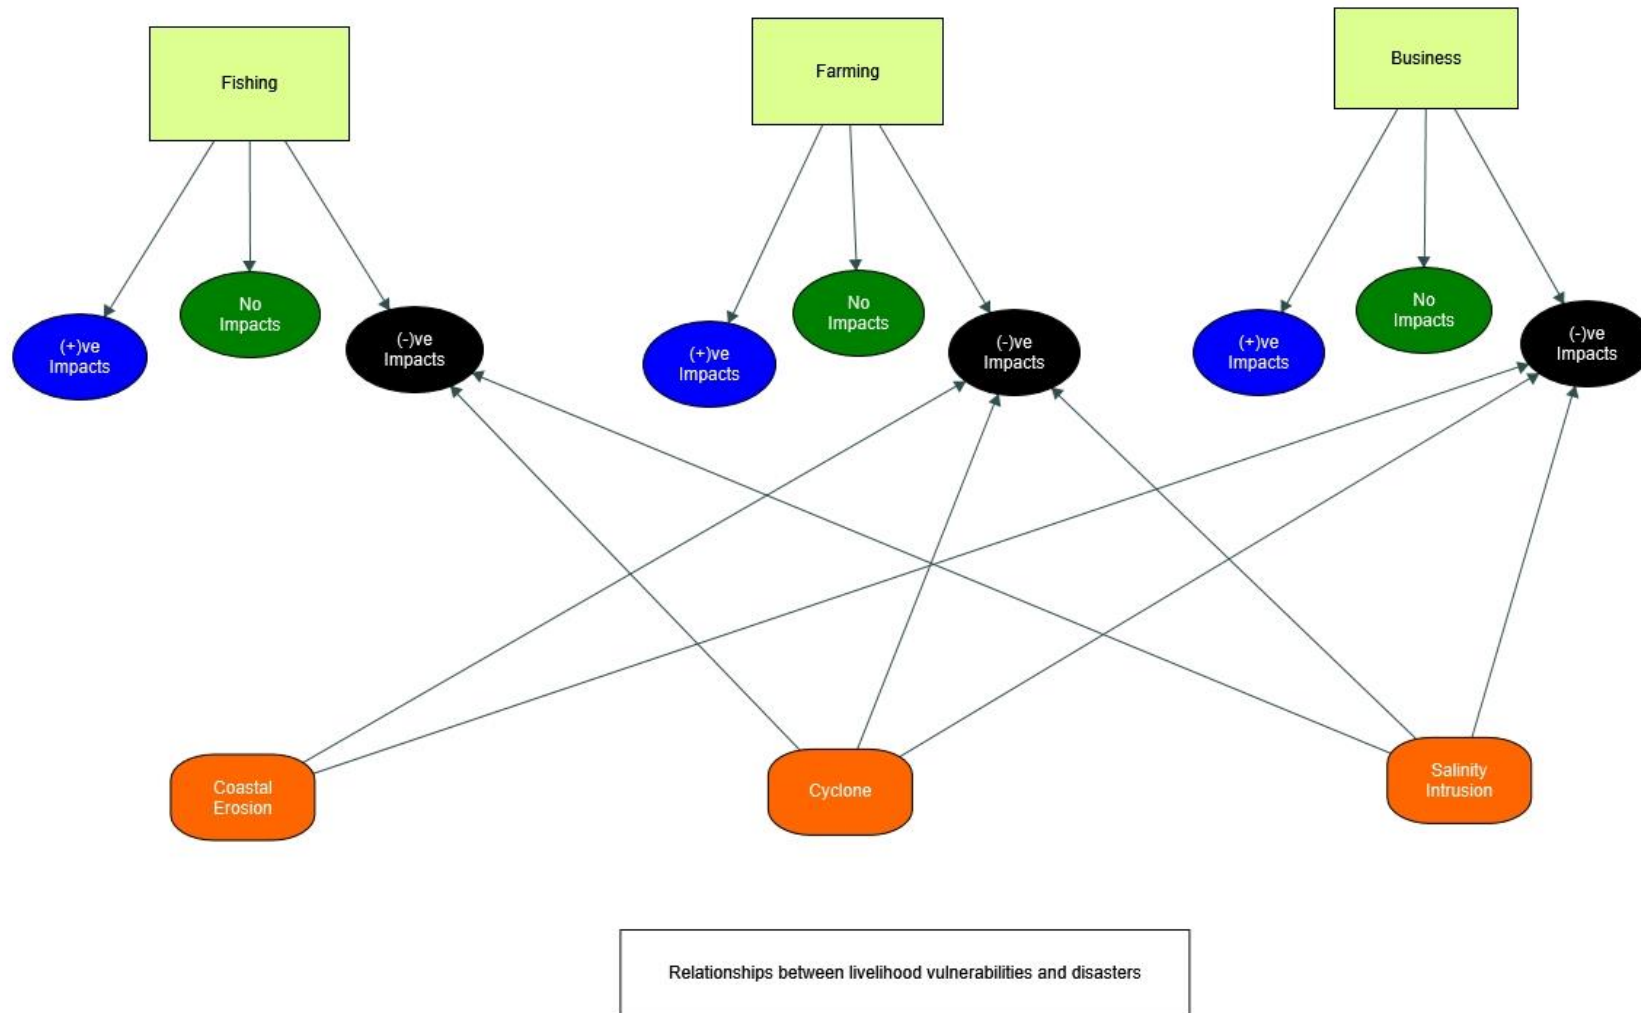 Fishing
Farming
Business
(+)ve
Impacts
No
Impacts
(-)ve
Impacts
(+)ve
Impacts
No
Impacts
(-)ve
Impacts
(+)ve
Impacts
No
Impacts
(-)ve
Impacts
Coastal
Erosion
Cyclone
Salinity
Intrusion
Relationships between livelihood vulnerabilities and disasters